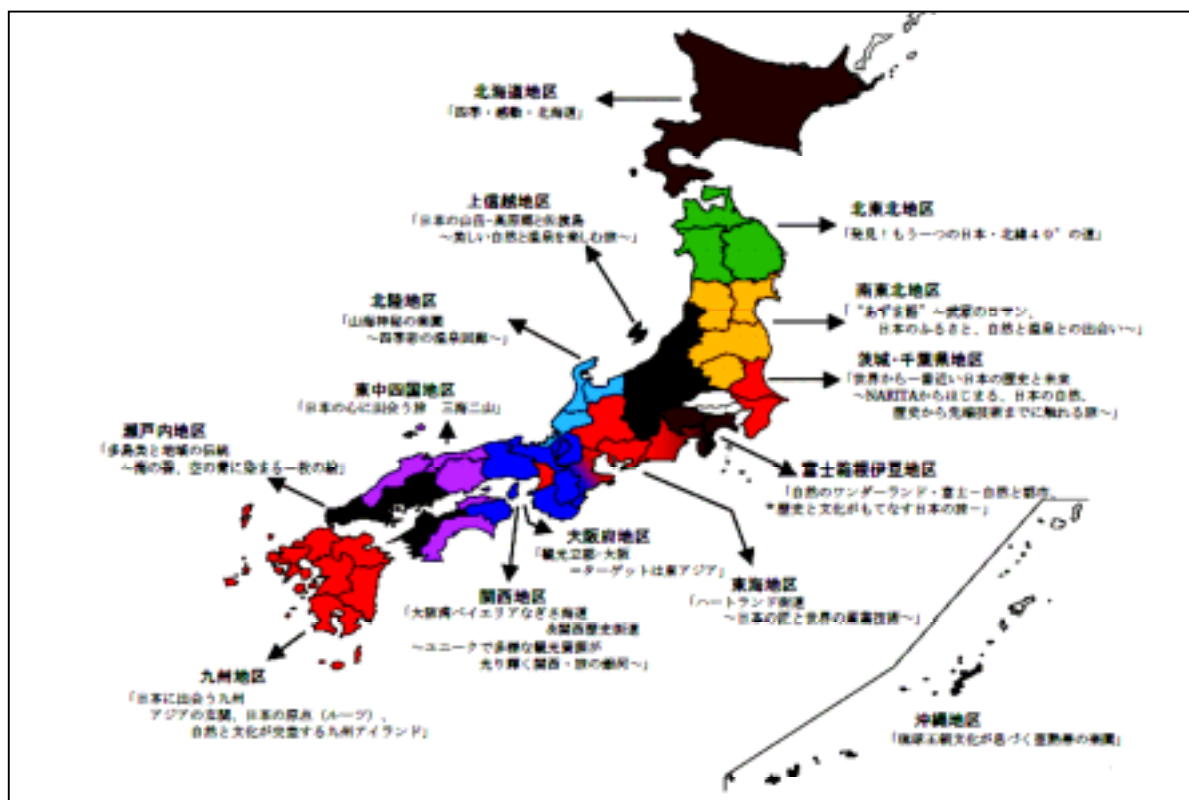 北海道地区
「四季・感動・北海道」
上信越地区
「日本の山岳-高原郷と佐渡島
～美しい自然と温泉を楽しむ旅～」
北東北地区
「発見!もう一つの日本・北緯40°の道」
北陸地区
「山海神秘の楽園
～四季彩の温泉回廊～」
南東北地区
「“あずま路”～武家のロマン、
日本のふるさと、自然と温泉との出会い～」
茨城・千葉県地区
「世界から一番近い日本の歴史と未来
～NARITAからはじまる、日本の自然、
歴史から先端技術までに触れる旅～」
東中四国地区
「日本の心に出会う旅 三海二山」
瀬戸内地区
「多島美と地域の伝統
～海の碧、空の青に染まる一枚の絵」
富士箱根伊豆地区
「自然のワンダーランド・富士－自然と都市、
歴史と文化がもてなす日本の旅－」
大阪府地区
「観光立都-大阪
＝ターゲットは東アジア」
関西地区
「大阪湾ベイエリアなぎさ海道
&関西歴史街道
～ユニークで多様な観光資源が
光り輝く関西・旅の銀河～」
東海地区
「ハートランド街道
～日本の匠と世界の産業技術～」
九州地区
「日本に出会う九州
アジアの玄関、日本の原点（ルーツ）、
自然と文化が交差する九州アイランド」
沖縄地区
「琉球王朝文化が息づく亜熱帯の楽園」